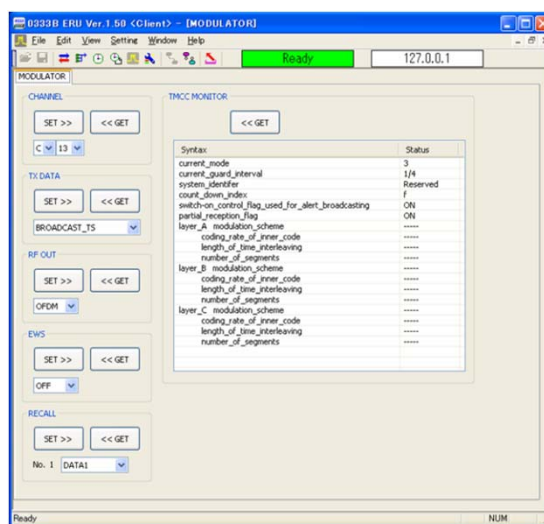 0333B ERU Ver.1.50 <Client> - [MODULATOR]
File Edit View Setting Window Help
Ready 127.0.0.1
MODULATOR
CHANNEL
SET >> << GET
C 13
TX DATA
SET >> << GET
BROADCAST_TS
RF OUT
SET >> << GET
OFDM
EWS
SET >> << GET
OFF
RECALL
SET >> << GET
No. 1 DATA1
TMCC MONITOR
<< GET
Syntax Status
current_mode 3
current_guard_interval 1/4
system_identifer Reserved
count_down_index f
switch-on_control_flag_used_for_alert_broadcasting ON
partial_reception_flag ON
layer_A modulation_scheme -----
coding_rate_of_inner_code -----
length_of_time_interleaving -----
number_of_segments -----
layer_B modulation_scheme -----
coding_rate_of_inner_code -----
length_of_time_interleaving -----
number_of_segments -----
layer_C modulation_scheme -----
coding_rate_of_inner_code -----
length_of_time_interleaving -----
number_of_segments -----
Ready NUM